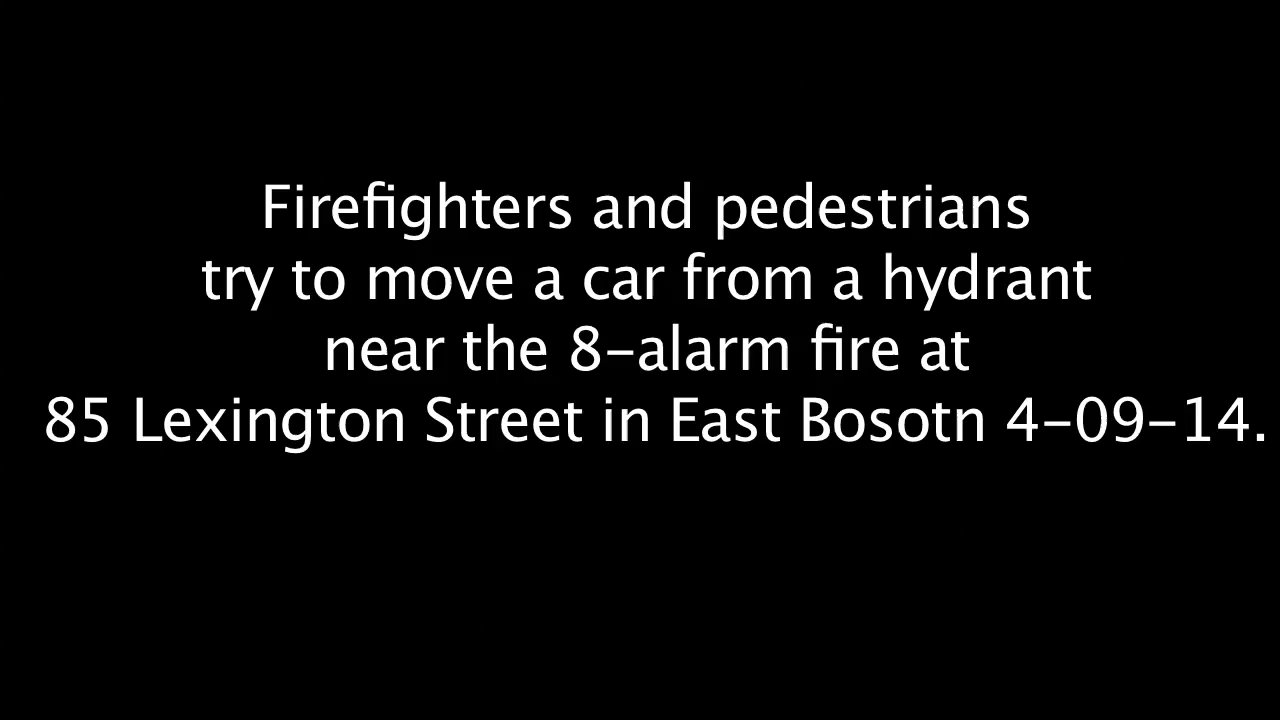 Firefighters and pedestrians
try to move a car from a hydrant
near the 8-alarm fire at
85 Lexington Street in East Bosotn 4-09-14.